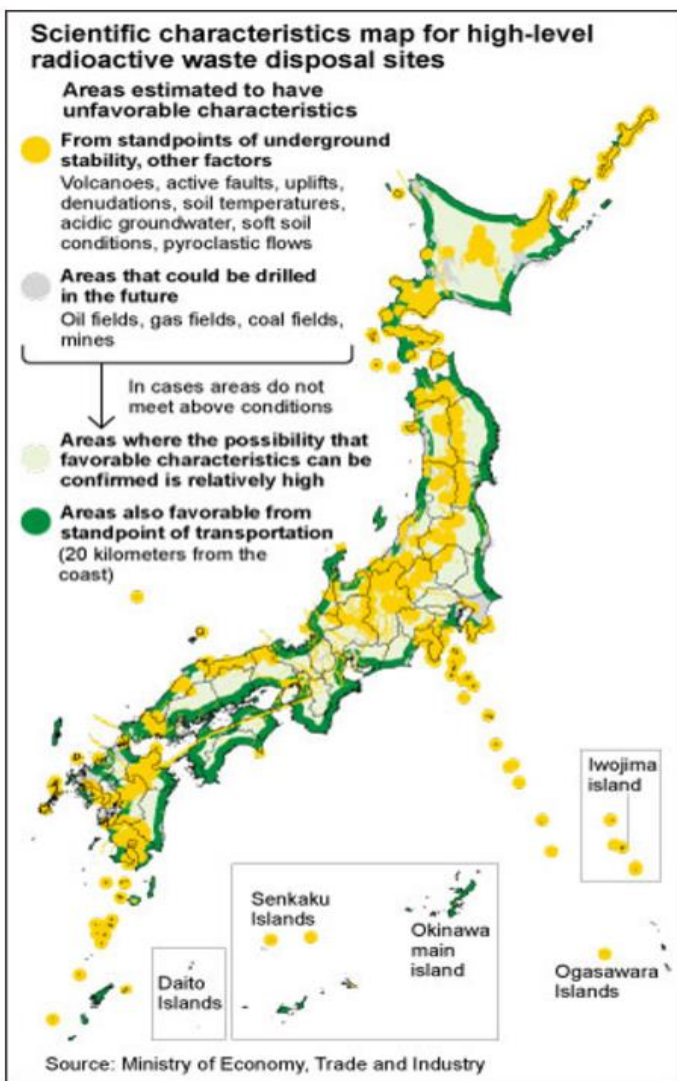 Scientific characteristics map for high-level
radioactive waste disposal sites
Areas estimated to have
unfavorable characteristics
From standpoints of underground
stability, other factors
Volcanoes, active faults, uplifts,
denudations, soil temperatures,
acidic groundwater, soft soil
conditions, pyroclastic flows
Areas that could be drilled
in the future
Oil fields, gas fields, coal fields,
mines
In cases areas do not
meet above conditions
Areas where the possibility that
favorable characteristics can be
confirmed is relatively high
Areas also favorable from
standpoint of transportation
(20 kilometers from the
coast)
Iwojima
island
Senkaku
Islands
Okinawa
main
island
Daito
Islands
Ogasawara
Islands
Source: Ministry of Economy, Trade and Industry